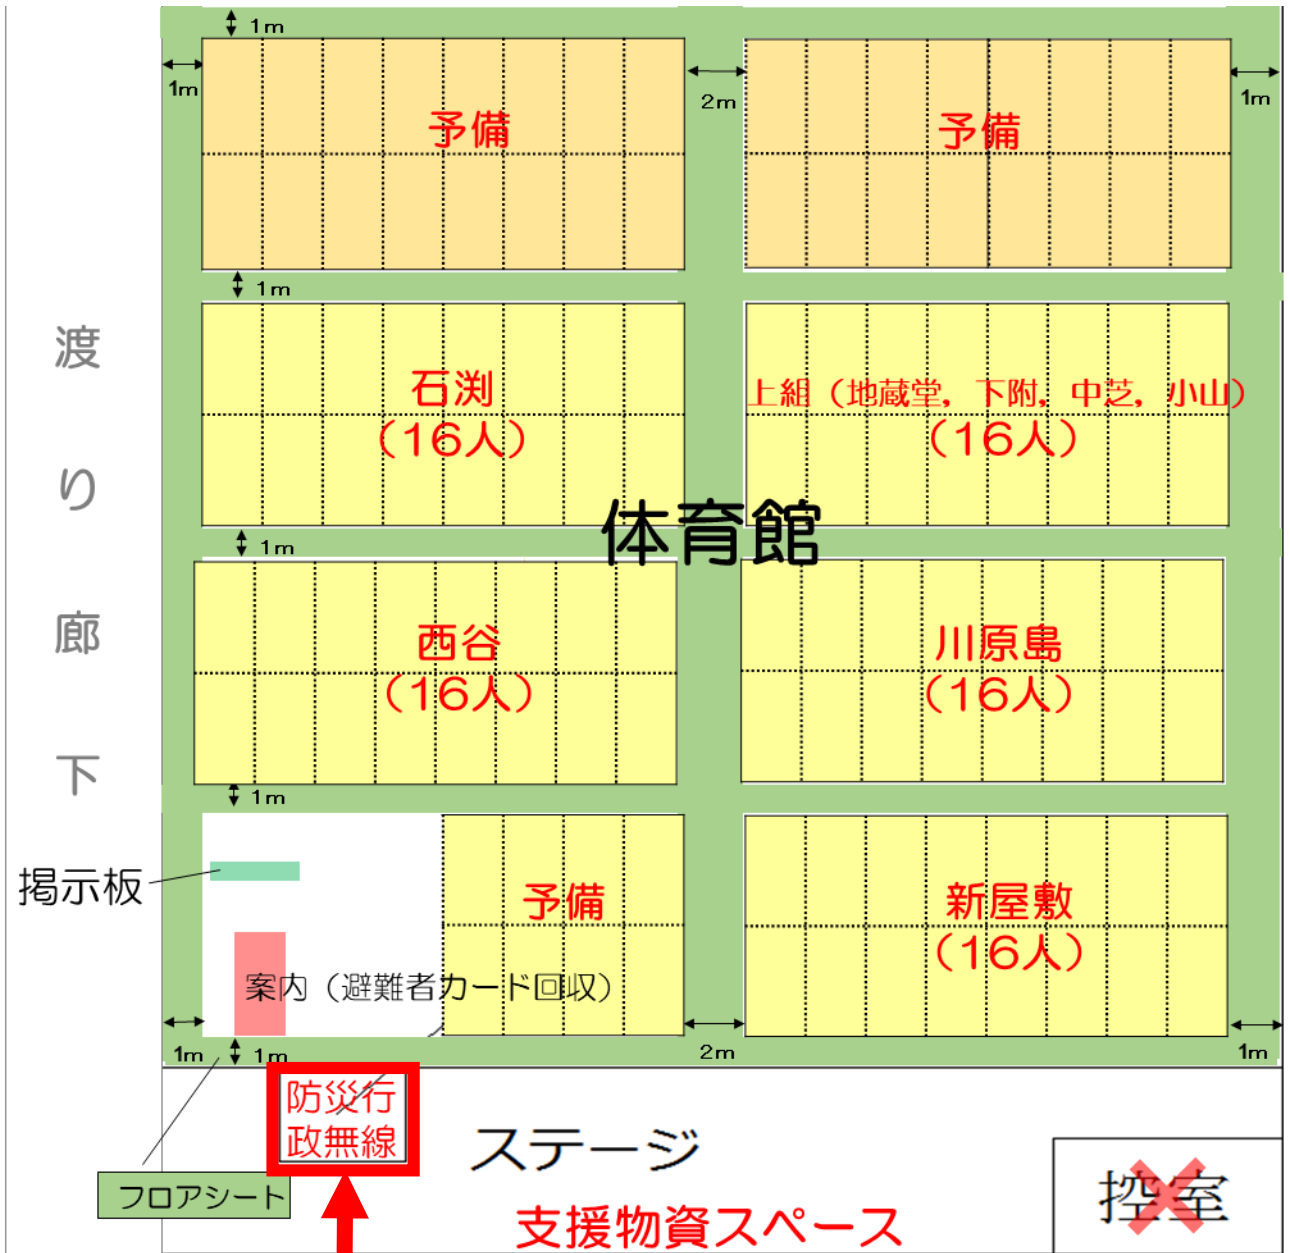 1m
1m
2m
1m
予備
予備
1m
石渕
(16人)
上組（地蔵堂，下附，中芝，小山）
(16人)
体育館
1m
西谷
(16人)
川原島
(16人)
1m
渡り廊下
掲示板
予備
新屋敷
(16人)
案内（避難者カード回収）
1m
1m
2m
1m
防災行
政無線
ステージ
フロアシート
支援物資スペース
控室